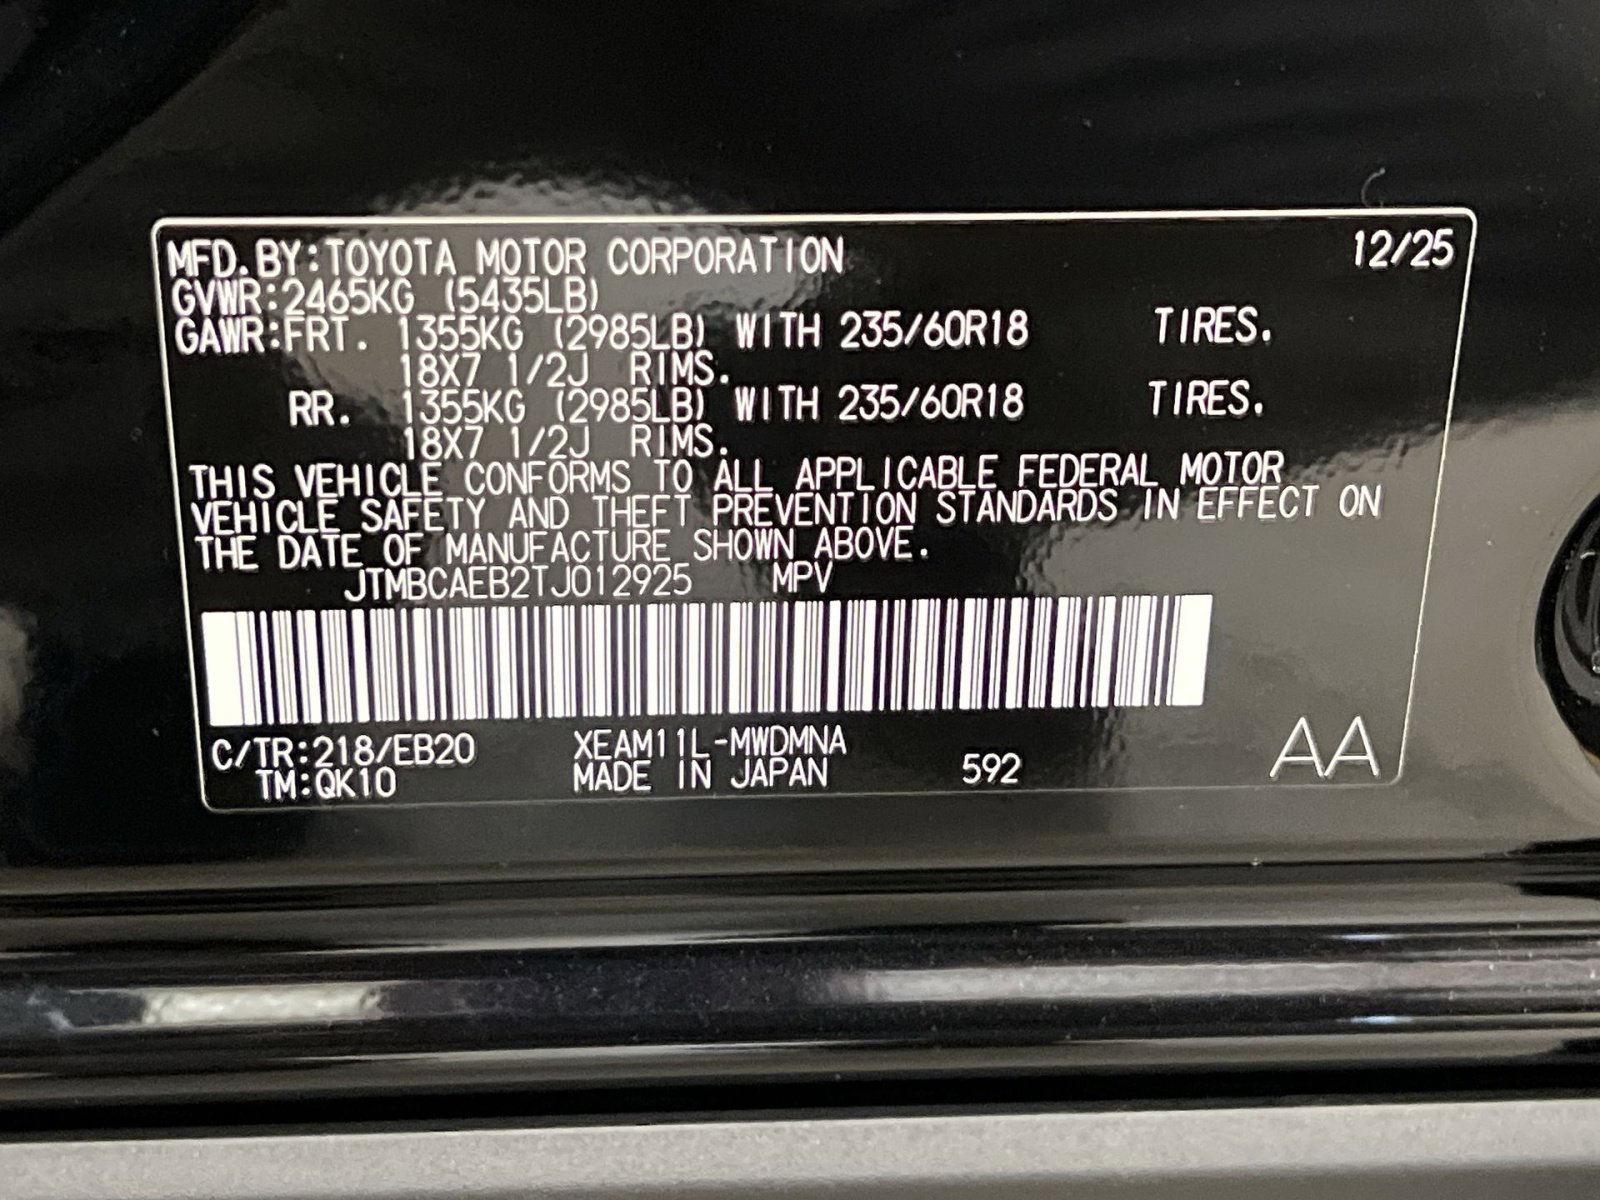 MFD.BY:TOYOTA MOTOR CORPORATION 12/25
GVWR:2465KG (5435LB)
GAWR:FRT. 1355KG (2985LB) WITH 235/60R18 TIRES.
18X7 1/2J RIMS.
RR. 1355KG (2985LB) WITH 235/60R18 TIRES.
18X7 1/2J RIMS.
THIS VEHICLE CONFORMS TO ALL APPLICABLE FEDERAL MOTOR
VEHICLE SAFETY AND THEFT PREVENTION STANDARDS IN EFFECT ON
THE DATE OF MANUFACTURE SHOWN ABOVE.
JTMBCAEB2TJ012925 MPV
C/TR:218/EB20 XEAM11L-MWDMNA
TM:QK10 MADE IN JAPAN 592 AA